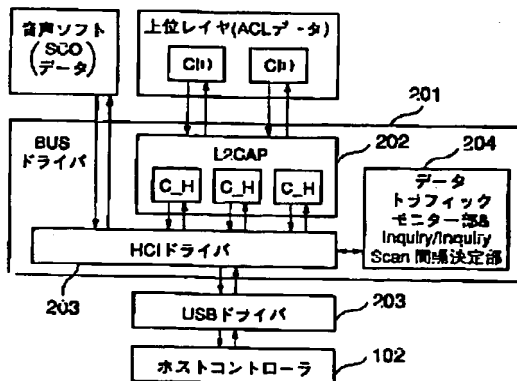 音声ソフト
(SCO)
データ
上位レイヤ(ACLデータ)
C(I)
C(I)
201
BUS
ドライバ
L2CAP
202
204
C_H
C_H
C_H
データ
トラフィック
モニター部&
Inquiry/Inquiry
Scan 間隔決定部
HCIドライバ
203
USBドライバ
203
ホストコントローラ
102